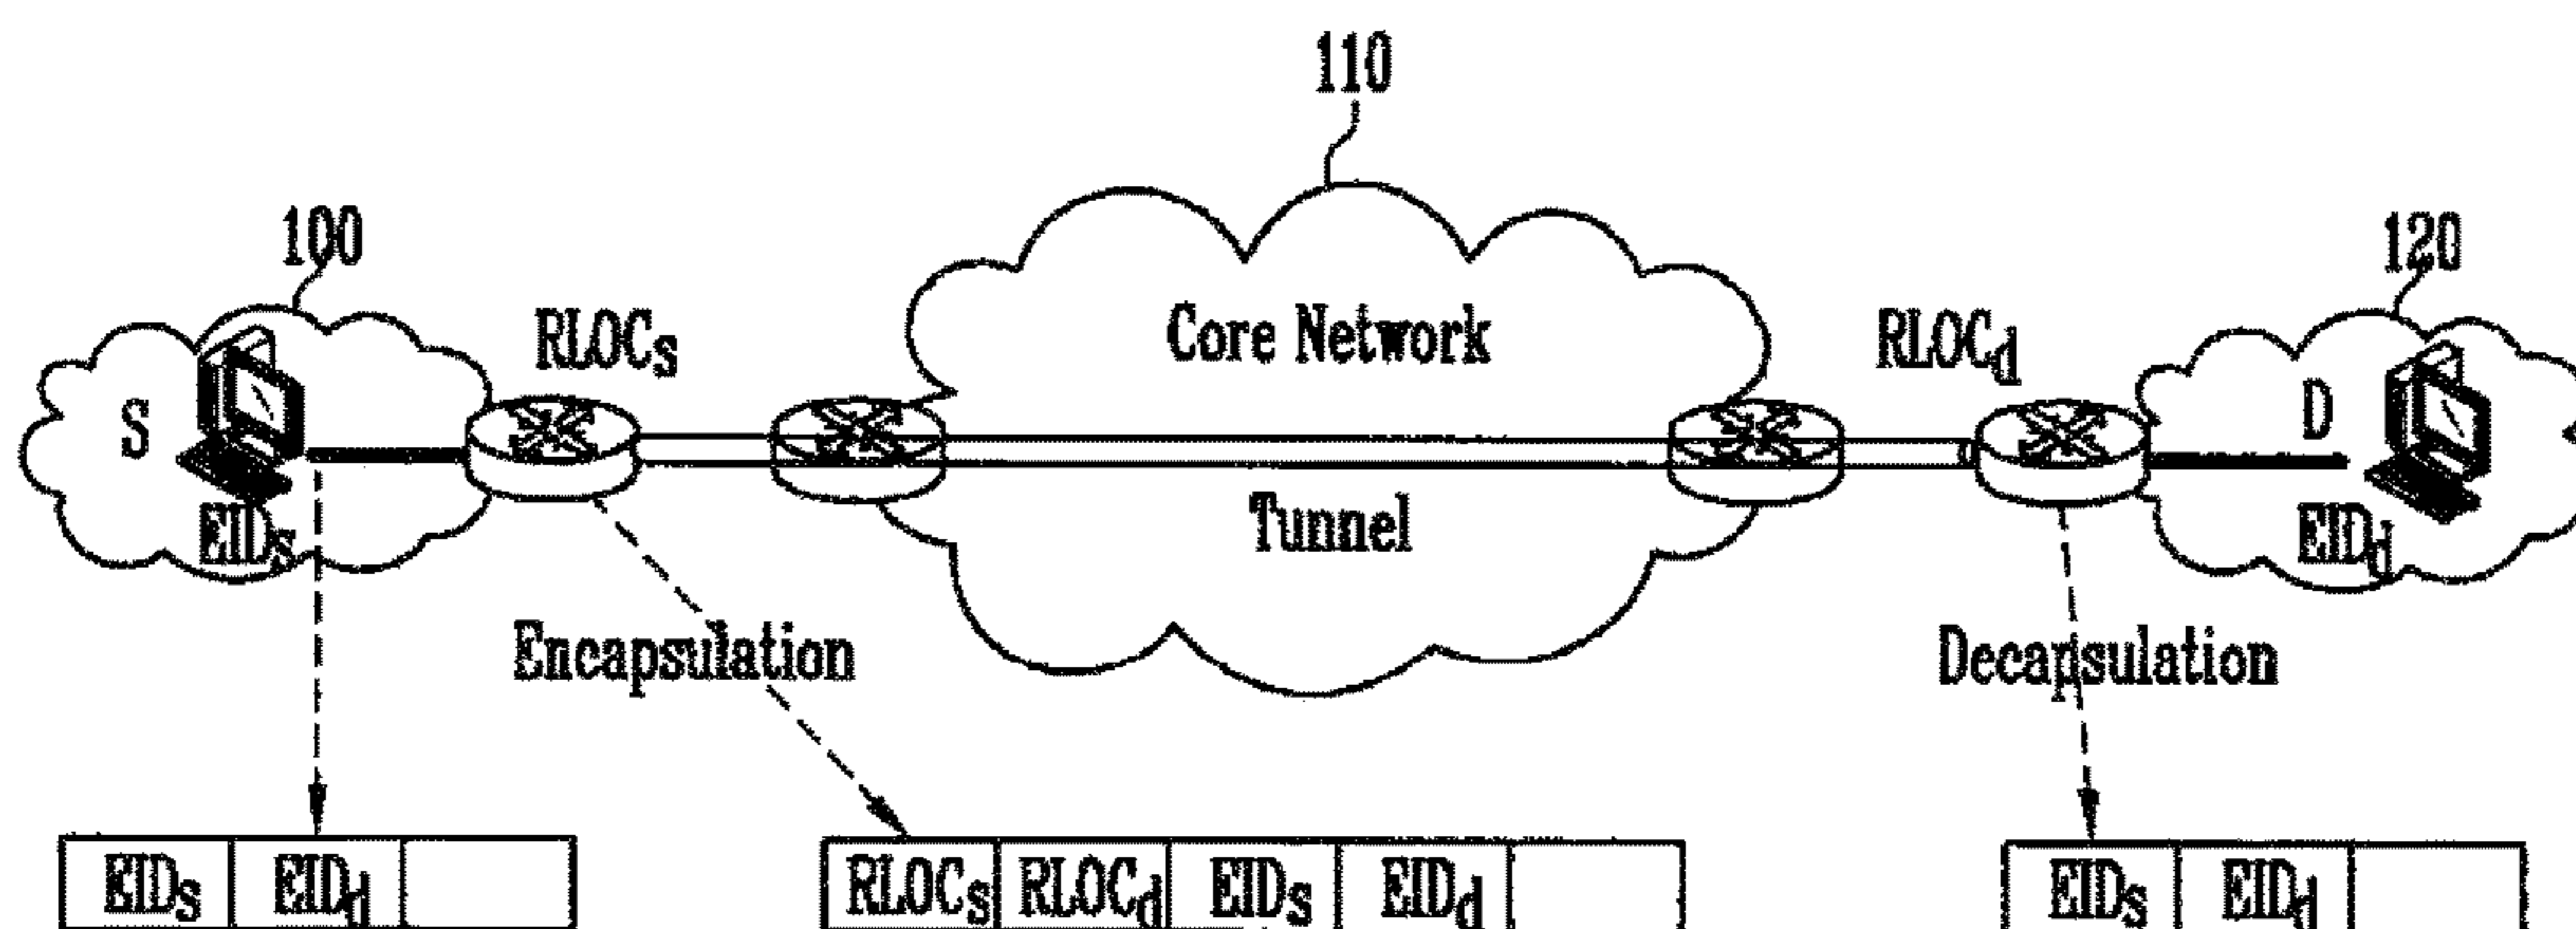 110
100
120
RLOCs
Core Network
RLOCd
S
D
EIDs
Tunnel
EIDd
Encapsulation
Decapsulation
EIDs EIDd
RLOCs RLOCd EIDs EIDd
EIDs EIDd